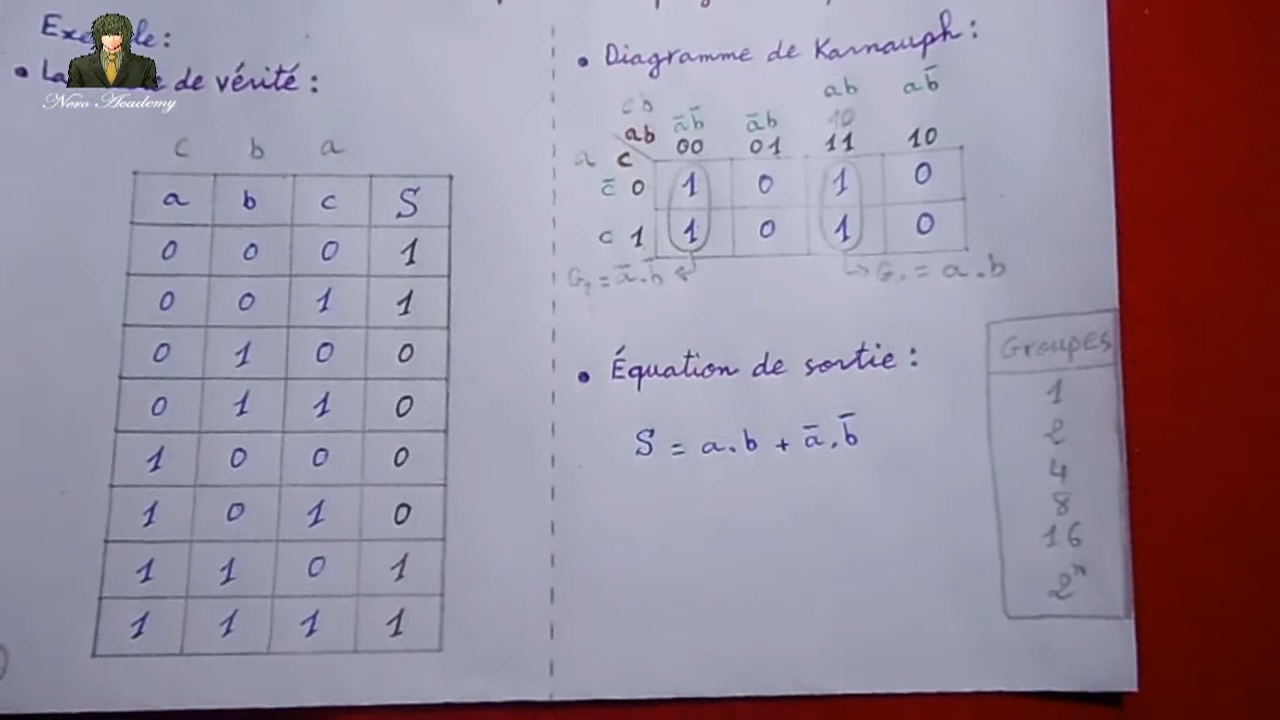 Exe le:
• La de vérité :
Nero Academy
c b a
a b c S
0 0 0 1
0 0 1 1
0 1 0 0
0 1 1 0
1 0 0 0
1 0 1 0
1 1 0 1
1 1 1 1
• Diagramme de Karnauph :
cb ab ab̄
ab āb̄ āb 10
00 01 11 10
a c
c̄ 0 1 0 1 0
c 1 1 0 1 0
G₂ = ā.b̄ G₁ = a.b
• Équation de sortie :
S = a.b + ā.b̄
Groupes
1
2
4
8
16
2ⁿ